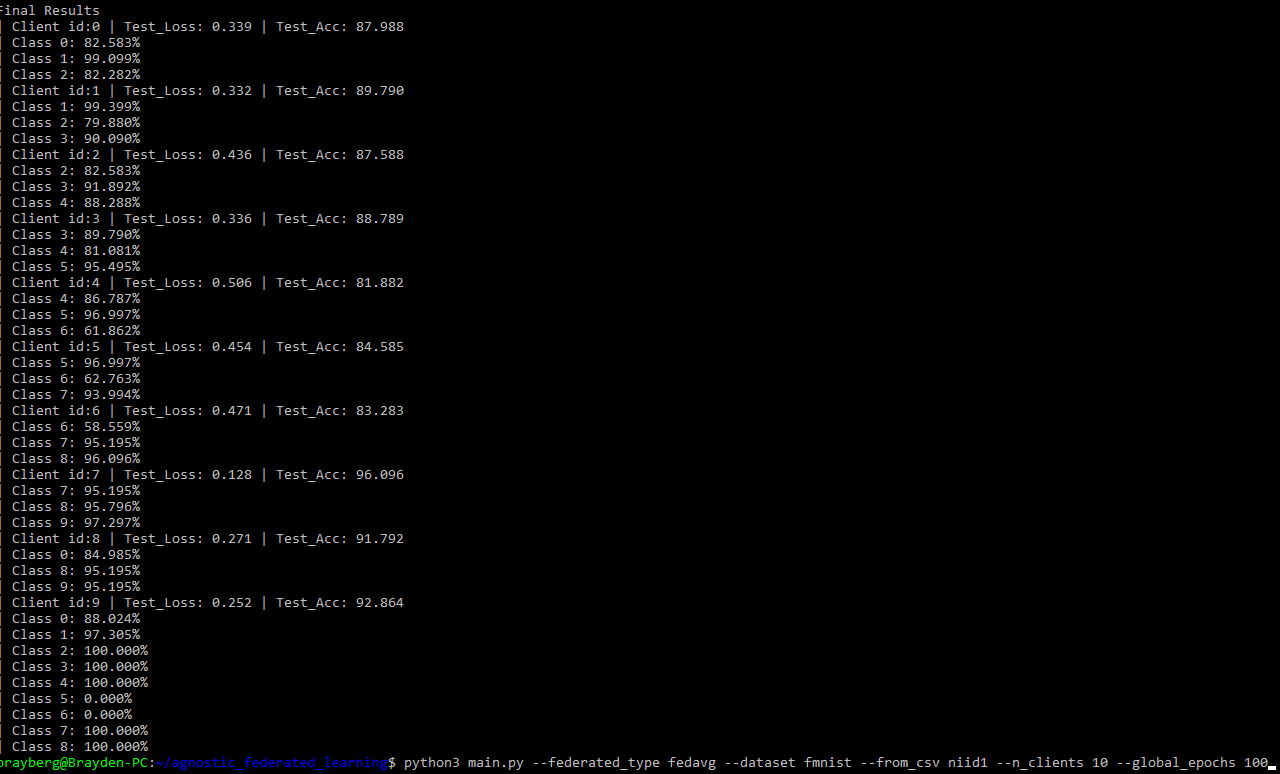 Final Results
| Client id:0 | Test_Loss: 0.339 | Test_Acc: 87.988
| Class 0: 82.583%
| Class 1: 99.099%
| Class 2: 82.282%
| Client id:1 | Test_Loss: 0.332 | Test_Acc: 89.790
| Class 1: 99.399%
| Class 2: 79.880%
| Class 3: 90.090%
| Client id:2 | Test_Loss: 0.436 | Test_Acc: 87.588
| Class 2: 82.583%
| Class 3: 91.892%
| Class 4: 88.288%
| Client id:3 | Test_Loss: 0.336 | Test_Acc: 88.789
| Class 3: 89.790%
| Class 4: 81.081%
| Class 5: 95.495%
| Client id:4 | Test_Loss: 0.506 | Test_Acc: 81.882
| Class 4: 86.787%
| Class 5: 96.997%
| Class 6: 61.862%
| Client id:5 | Test_Loss: 0.454 | Test_Acc: 84.585
| Class 5: 96.997%
| Class 6: 62.763%
| Class 7: 93.994%
| Client id:6 | Test_Loss: 0.471 | Test_Acc: 83.283
| Class 6: 58.559%
| Class 7: 95.195%
| Class 8: 96.096%
| Client id:7 | Test_Loss: 0.128 | Test_Acc: 96.096
| Class 7: 95.195%
| Class 8: 95.796%
| Class 9: 97.297%
| Client id:8 | Test_Loss: 0.271 | Test_Acc: 91.792
| Class 0: 84.985%
| Class 8: 95.195%
| Class 9: 95.195%
| Client id:9 | Test_Loss: 0.252 | Test_Acc: 92.864
| Class 0: 88.024%
| Class 1: 97.305%
| Class 2: 100.000%
| Class 3: 100.000%
| Class 4: 100.000%
| Class 5: 0.000%
| Class 6: 0.000%
| Class 7: 100.000%
| Class 8: 100.000%
brayberg@Brayden-PC:~/agnostic_federated_learning$ python3 main.py --federated_type fedavg --dataset fmnist --from_csv niid1 --n_clients 10 --global_epochs 100